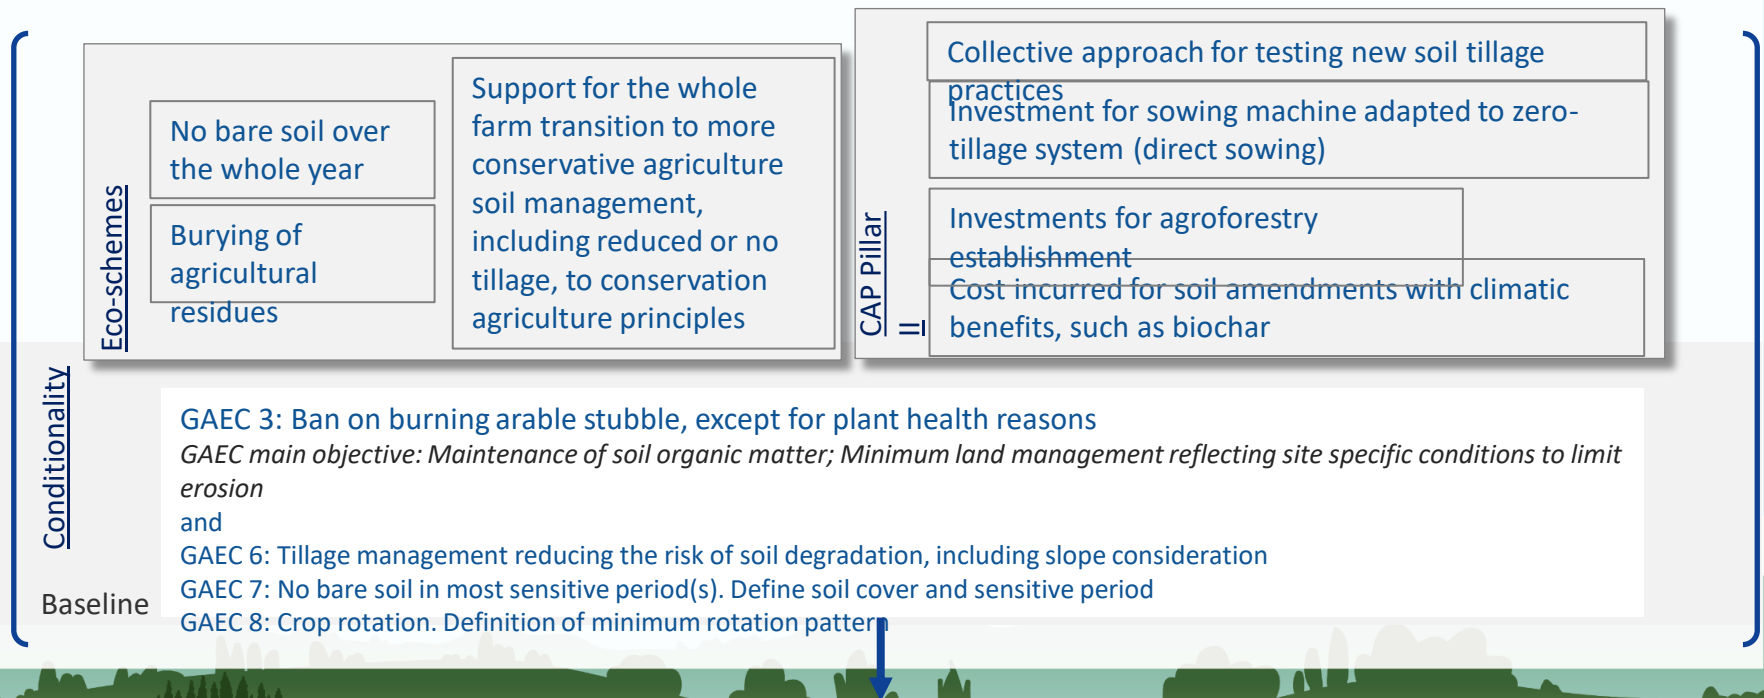 Eco-schemes
No bare soil over
the whole year
Burying of
agricultural
residues
Support for the whole
farm transition to more
conservative agriculture
soil management,
including reduced or no
tillage, to conservation
agriculture principles
CAP Pillar
II
Collective approach for testing new soil tillage
practices
Investment for sowing machine adapted to zero-
tillage system (direct sowing)
Investments for agroforestry
establishment
Cost incurred for soil amendments with climatic
benefits, such as biochar
Conditionality
Baseline
GAEC 3: Ban on burning arable stubble, except for plant health reasons
GAEC main objective: Maintenance of soil organic matter; Minimum land management reflecting site specific conditions to limit
erosion
and
GAEC 6: Tillage management reducing the risk of soil degradation, including slope consideration
GAEC 7: No bare soil in most sensitive period(s). Define soil cover and sensitive period
GAEC 8: Crop rotation. Definition of minimum rotation pattern